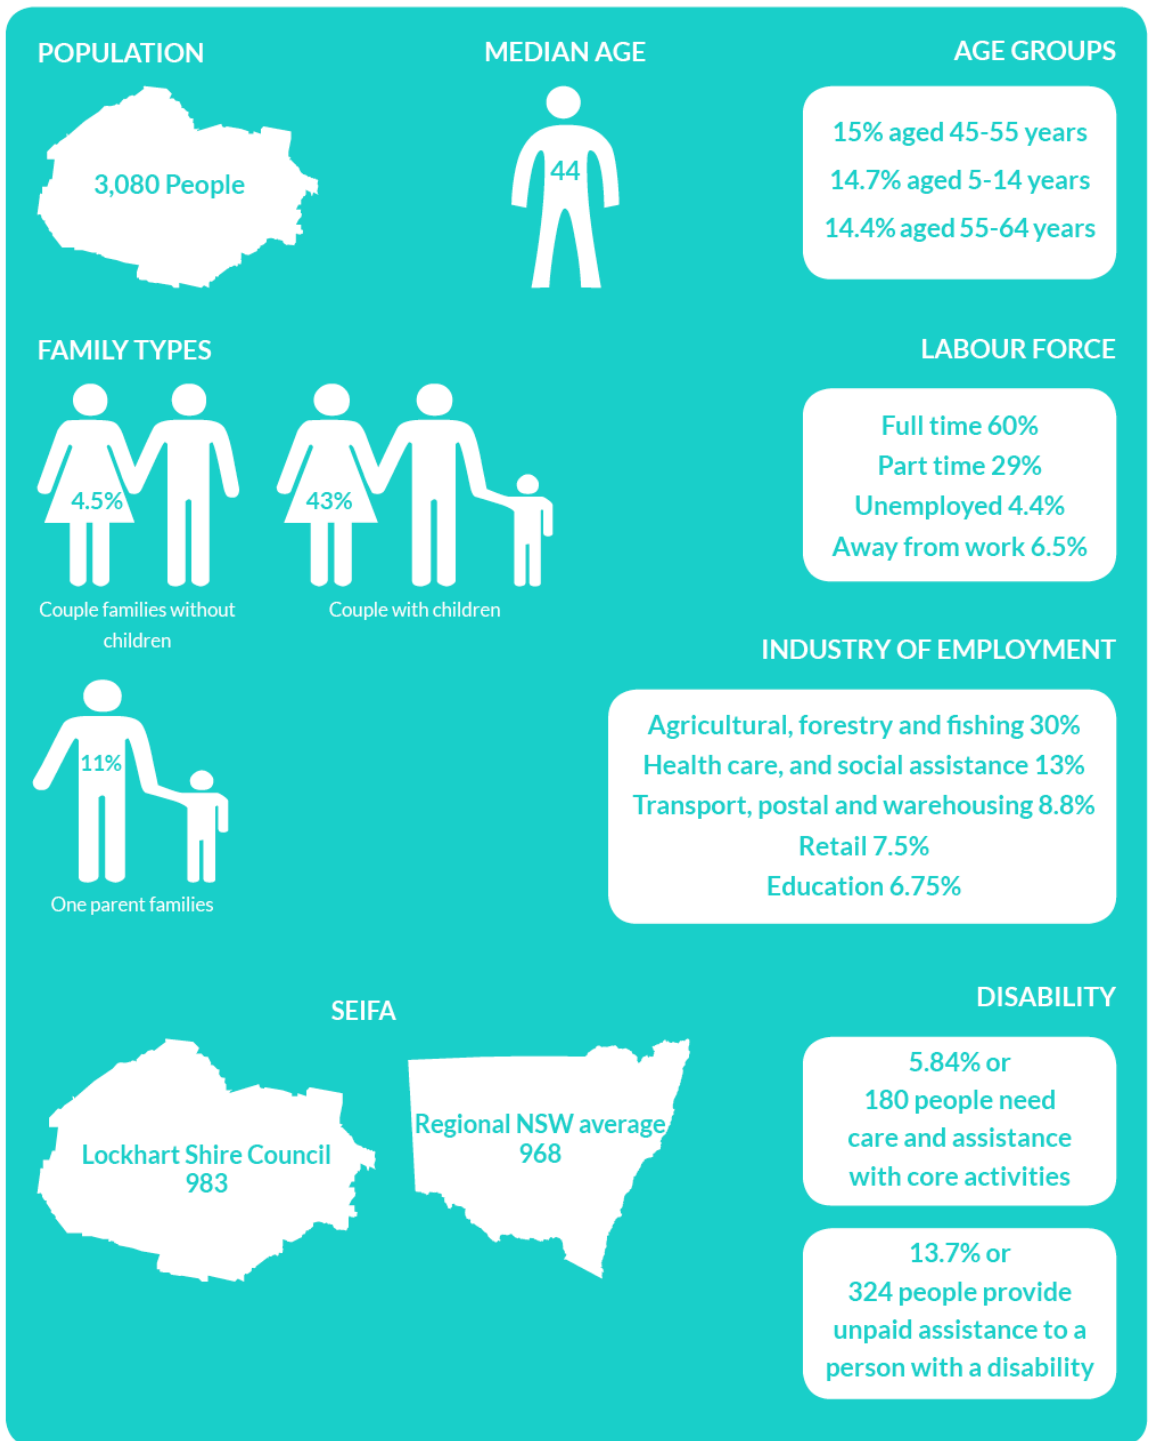 POPULATION
3,080 People
MEDIAN AGE
44
AGE GROUPS
15% aged 45-55 years
14.7% aged 5-14 years
14.4% aged 55-64 years
FAMILY TYPES
4.5%
Couple families without
children
43%
Couple with children
11%
One parent families
LABOUR FORCE
Full time 60%
Part time 29%
Unemployed 4.4%
Away from work 6.5%
INDUSTRY OF EMPLOYMENT
Agricultural, forestry and fishing 30%
Health care, and social assistance 13%
Transport, postal and warehousing 8.8%
Retail 7.5%
Education 6.75%
SEIFA
Lockhart Shire Council
983
Regional NSW average
968
DISABILITY
5.84% or
180 people need
care and assistance
with core activities
13.7% or
324 people provide
unpaid assistance to a
person with a disability